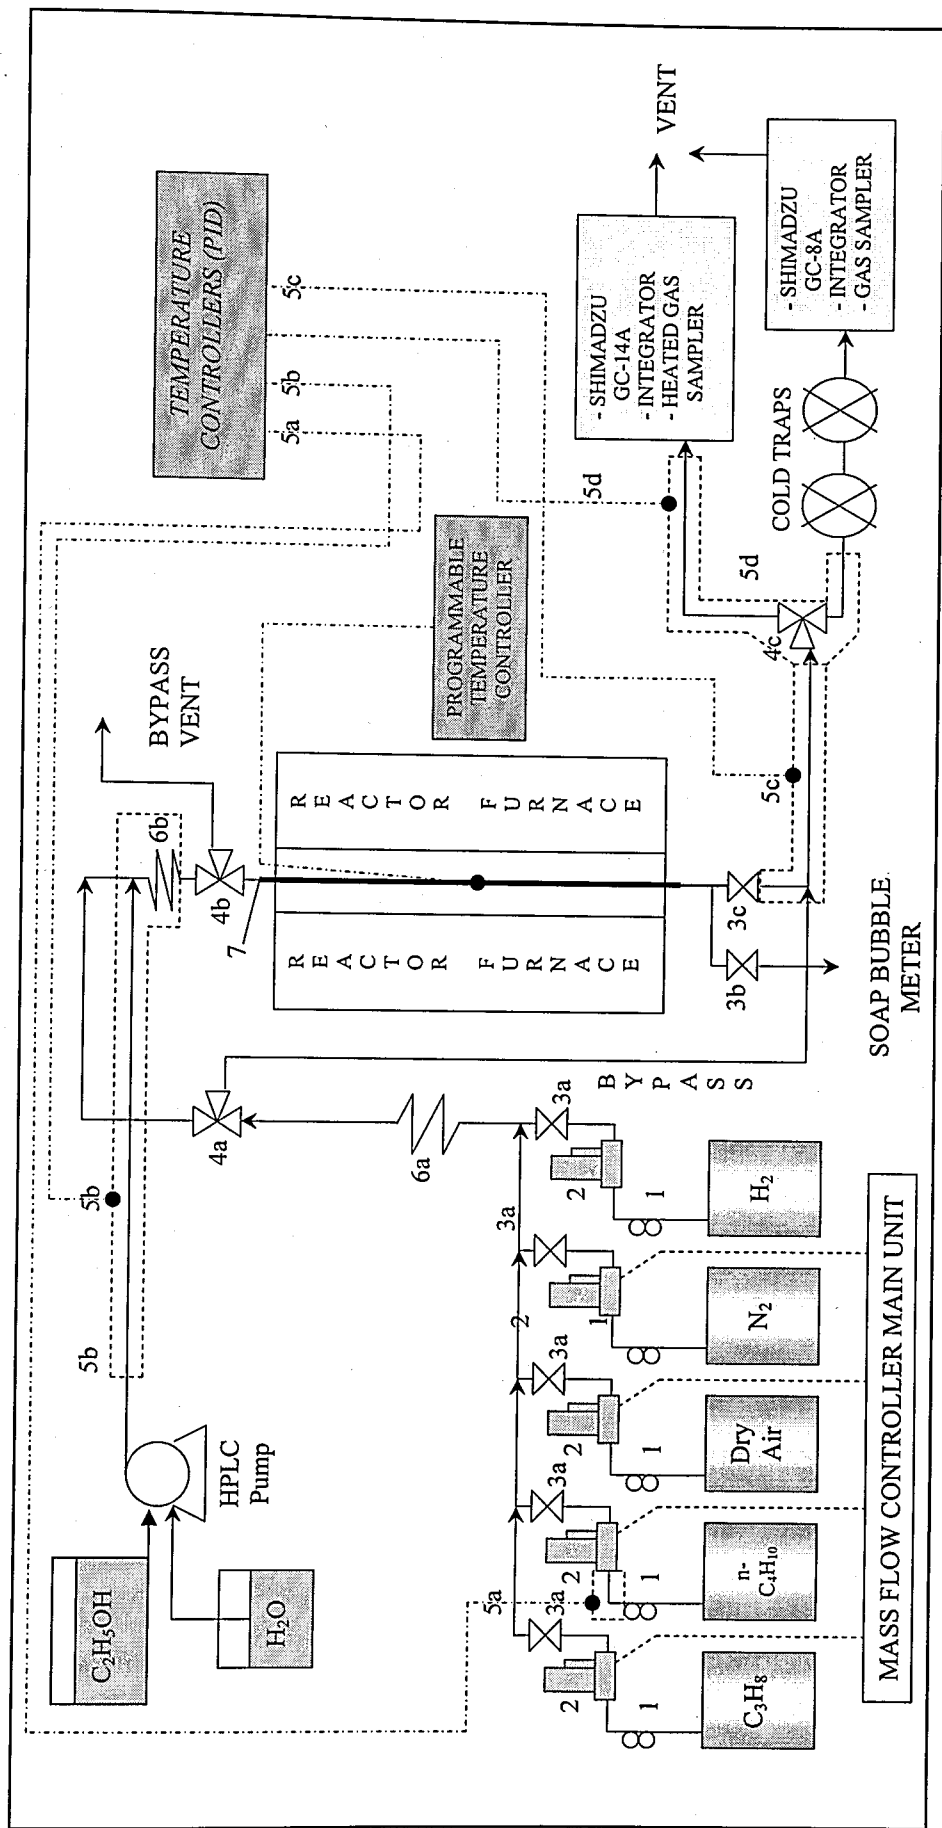 C₂H₅OH
H₂O
HPLC
Pump
5b
5b
4a
6a
6b
4b
7
BYPASS
VENT
TEMPERATURE
CONTROLLERS (PID)
5a
5b
5c
PROGRAMMABLE
TEMPERATURE
CONTROLLER
REACTOR FURNACE
REACTOR FURNACE
3b
3c
5c
SOAP BUBBLE
METER
BYPASS
4c
5d
5d
- SHIMADZU
GC-14A
- INTEGRATOR
- HEATED GAS
SAMPLER
VENT
COLD TRAPS
- SHIMADZU
GC-8A
- INTEGRATOR
- GAS SAMPLER
5a
2
3a
3a
3a
3a
3a
2
2
2
1
2
1
1
1
1
1
C₃H₈
n-
C₄H₁₀
Dry
Air
N₂
H₂
MASS FLOW CONTROLLER MAIN UNIT